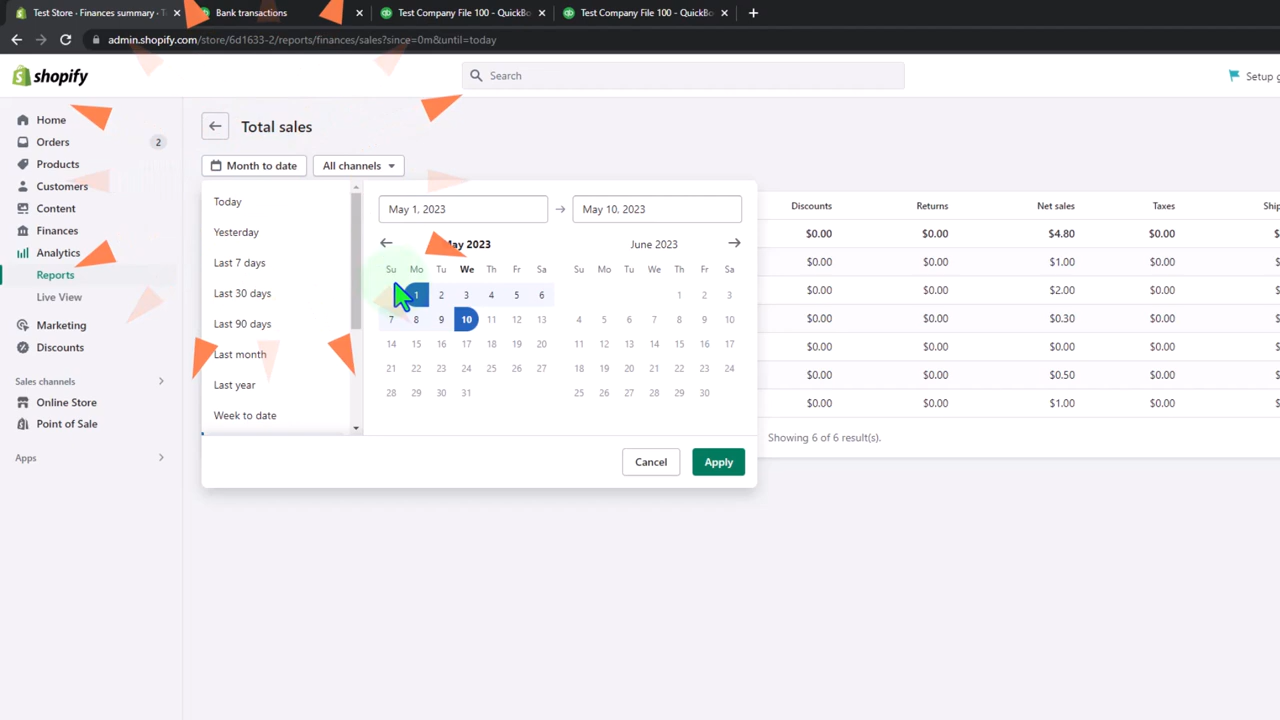 Test Store · Finances summary · T
Bank transactions
Test Company File 100 - QuickBo
Test Company File 100 - QuickBo
admin.shopify.com/store/6d1633-2/reports/finances/sales?since=0m&until=today
shopify
Search
Setup g
Home
Orders 2
Products
Customers
Content
Finances
Analytics
Reports
Live View
Marketing
Discounts
Sales channels
Online Store
Point of Sale
Apps
Total sales
Month to date
All channels
Today
Yesterday
Last 7 days
Last 30 days
Last 90 days
Last month
Last year
Week to date
May 1, 2023
May 10, 2023
May 2023
Su Mo Tu We Th Fr Sa
1 2 3 4 5 6
7 8 9 10 11 12 13
14 15 16 17 18 19 20
21 22 23 24 25 26 27
28 29 30 31
June 2023
Su Mo Tu We Th Fr Sa
1 2 3
4 5 6 7 8 9 10
11 12 13 14 15 16 17
18 19 20 21 22 23 24
25 26 27 28 29 30
Cancel
Apply
Discounts Returns Net sales Taxes Ship
$0.00 $0.00 $4.80 $0.00 $
$0.00 $0.00 $1.00 $0.00 $
$0.00 $0.00 $2.00 $0.00 $
$0.00 $0.00 $0.30 $0.00 $
$0.00 $0.00 $0.00 $0.00 $
$0.00 $0.00 $0.50 $0.00 $
$0.00 $0.00 $1.00 $0.00 $
Showing 6 of 6 result(s).